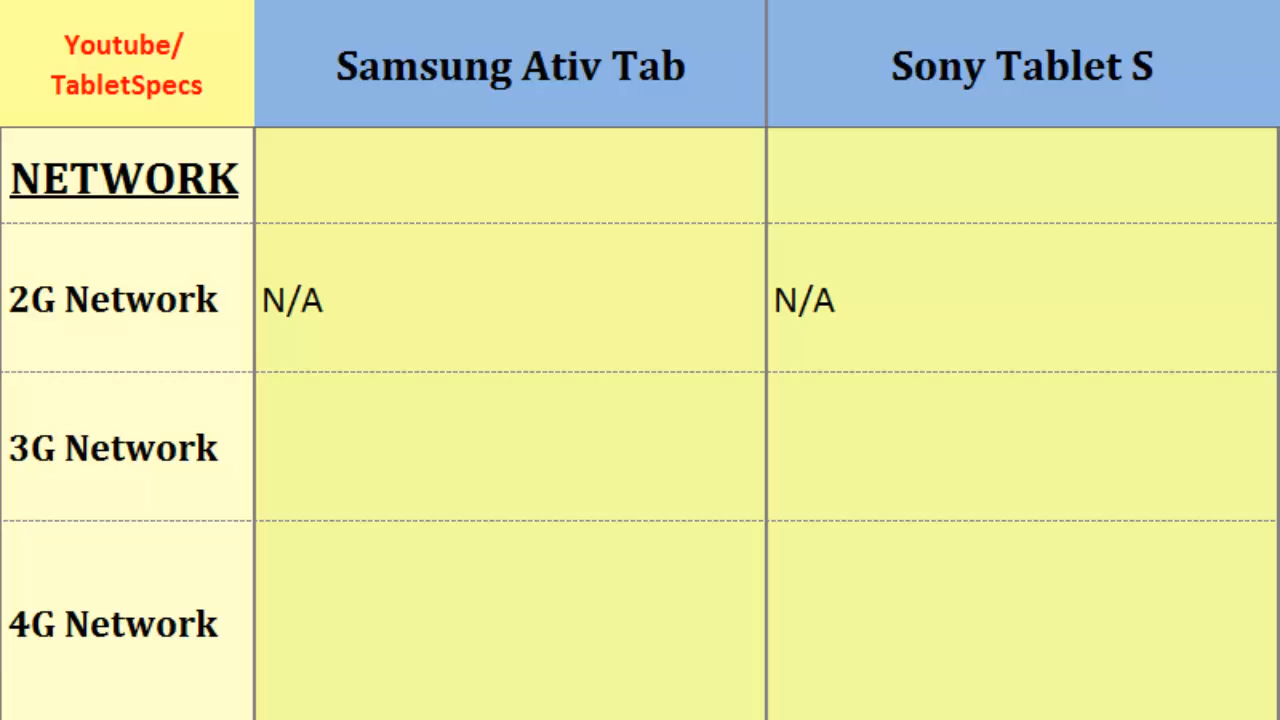 Youtube/
TabletSpecs
Samsung Ativ Tab
Sony Tablet S
NETWORK
2G Network
N/A
N/A
3G Network
4G Network